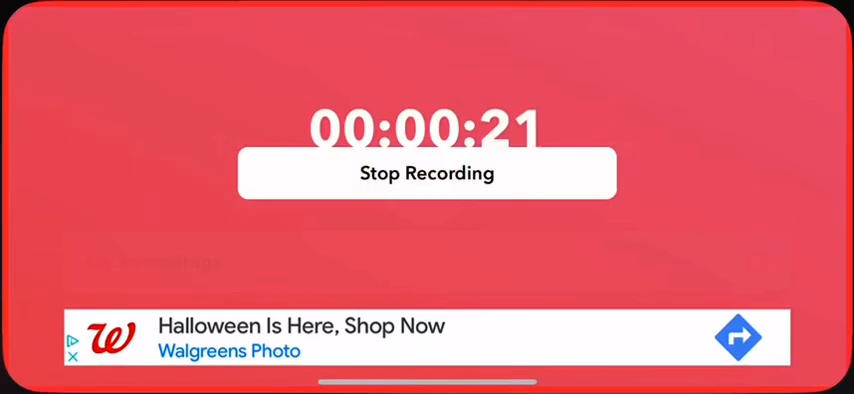 00:00:21
Stop Recording
Halloween Is Here, Shop Now
Walgreens Photo